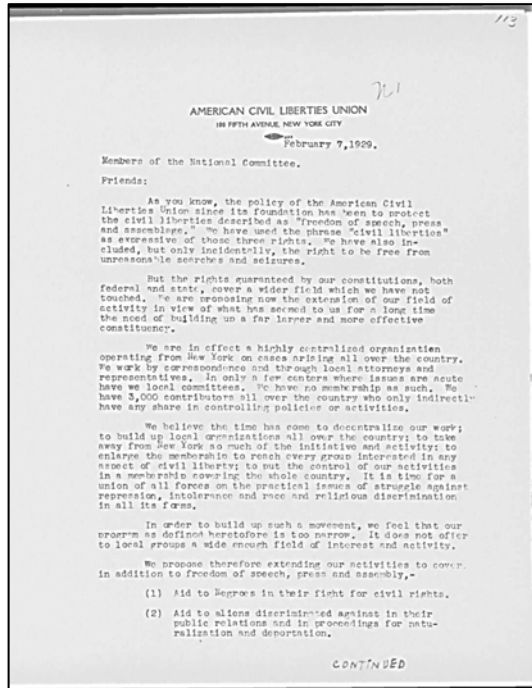 113
AMERICAN CIVIL LIBERTIES UNION
100 FIFTH AVENUE, NEW YORK CITY
February 7,1929.
Members of the National Committee.
Friends:
As you know, the policy of the American Civil
Liberties Union since its foundation has been to protect
the civil liberties described as "freedom of speech, press
and assemblage." We have used the phrase "civil liberties"
as expressive of those three rights. We have also in-
cluded, but only incidentally, the right to be free from
unreasonable searches and seizures.
But the rights guaranteed by our constitutions, both
federal and state, cover a wider field which we have not
touched. We are proposing now the extension of our field of
activity in view of what has seemed to us for a long time
the need of building up a far larger and more effective
constituency.
We are in effect a highly centralized organization
operating from New York on cases arising all over the country.
We work by correspondence and through local attorneys and
representatives. In only a few centers where issues are acute
have we local committees. We have no membership as such. We
have 3,000 contributors all over the country who only indirectly
have any share in controlling policies or activities.
We believe the time has come to decentralize our work;
to build up local organizations all over the country; to take
away from New York so much of the initiative and activity; to
enlarge the membership to reach every group interested in any
aspect of civil liberty; to put the control of our activities
in a membership covering the whole country. It is time for a
union of all forces on the practical issues of struggle against
repression, intolerance and race and religious discrimination
in all its forms.
In order to build up such a movement, we feel that our
program as defined heretofore is too narrow. It does not offer
to local groups a wide enough field of interest and activity.
We propose therefore extending our activities to cover,
in addition to freedom of speech, press and assembly,-
(1) Aid to Negroes in their fight for civil rights.
(2) Aid to aliens discriminated against in their
public relations and in proceedings for natu-
ralization and deportation.
CONTINUED